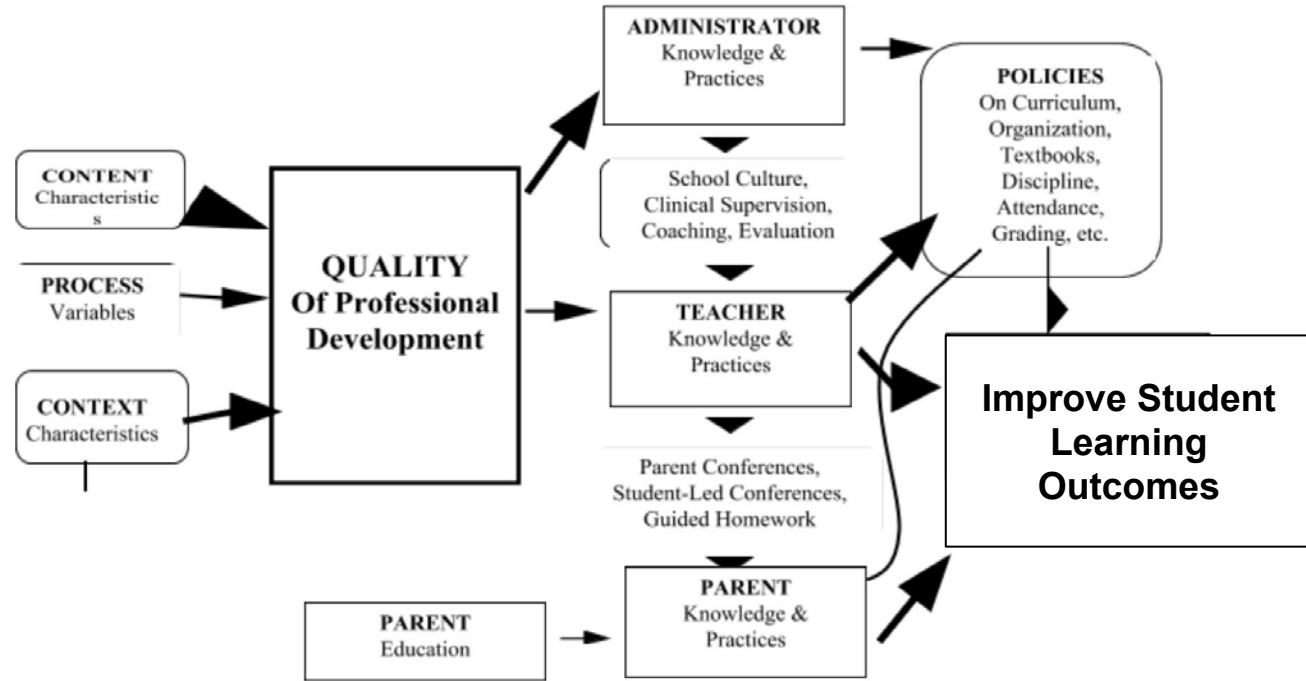 CONTENT
Characteristic
s
PROCESS
Variables
CONTEXT
Characteristics
QUALITY
Of Professional
Development
ADMINISTRATOR
Knowledge &
Practices
School Culture,
Clinical Supervision,
Coaching, Evaluation
TEACHER
Knowledge &
Practices
Parent Conferences,
Student-Led Conferences,
Guided Homework
PARENT
Education
PARENT
Knowledge &
Practices
POLICIES
On Curriculum,
Organization,
Textbooks,
Discipline,
Attendance,
Grading, etc.
Improve Student
Learning
Outcomes